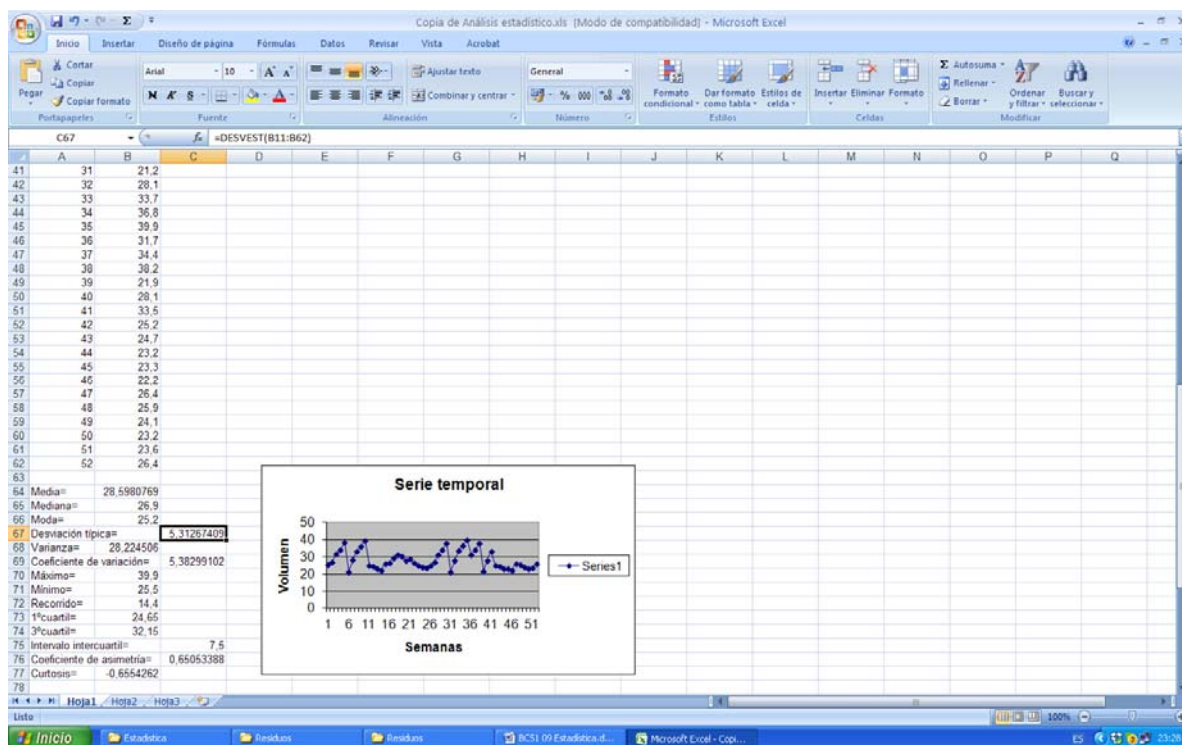 Copia de Análisis estadístico.xls [Modo de compatibilidad] - Microsoft Excel
Inicio Insertar Diseño de página Fórmulas Datos Revisar Vista Acrobat
Pegar
Cortar
Copiar
Copiar formato
Portapapeles
Arial 10 A A
N K S A
Fuente
Ajustar texto
Combinar y centrar
Alineación
General
% 000
Número
Formato condicional
Dar formato como tabla
Estilos de celda
Estilos
Insertar Eliminar Formato
Celdas
Σ Autosuma
Rellenar
Borrar
Ordenar y filtrar
Buscar y seleccionar
Modificar
C67 fx =DESVEST(B11:B62)
A B C D E F G H I J K L M N O P Q
41 31 21,2
42 32 28,1
43 33 33,7
44 34 36,8
45 35 39,9
46 36 31,7
47 37 34,4
48 38 38,2
49 39 21,9
50 40 28,1
51 41 33,5
52 42 25,2
53 43 24,7
54 44 23,2
55 45 23,3
56 46 22,2
57 47 26,4
58 48 25,9
59 49 24,1
60 50 23,2
61 51 23,6
62 52 26,4
63
64 Media= 28,5980769
65 Mediana= 26,9
66 Moda= 25,2
67 Desviación típica= 5,31267409
68 Varianza= 28,224506
69 Coeficiente de variación= 5,38299102
70 Máximo= 39,9
71 Mínimo= 25,5
72 Recorrido= 14,4
73 1ºcuartil= 24,65
74 3ºcuartil= 32,15
75 Intervalo intercuartil= 7,5
76 Coeficiente de asimetría= 0,65053388
77 Curtosis= -0,6554262
78
Serie temporal
Volumen
50
40
30
20
10
0
1 6 11 16 21 26 31 36 41 46 51
Semanas
Series1
Hoja1 Hoja2 Hoja3
Listo 100%
Inicio Estadística Residuos Residuos BC51 09 Estadística.d... Microsoft Excel - Copi... ES 23:28